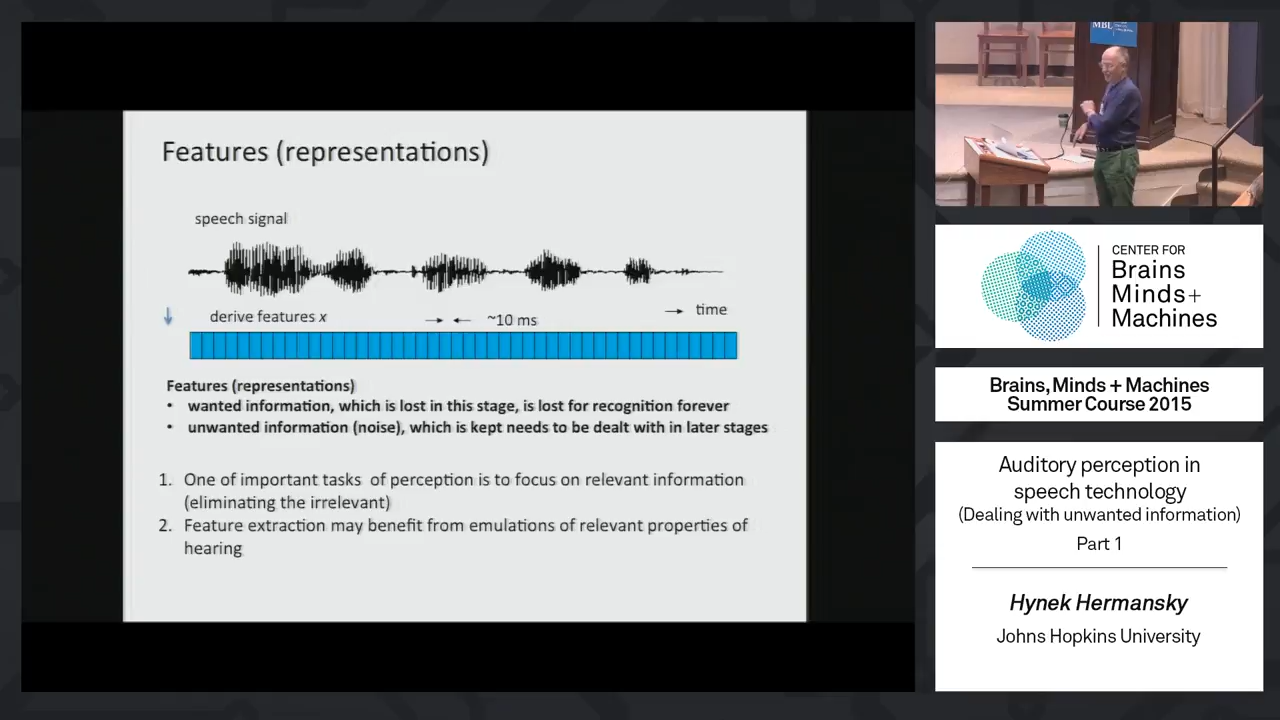 Features (representations)
speech signal
derive features x
~10 ms
time
Features (representations)
• wanted information, which is lost in this stage, is lost for recognition forever
• unwanted information (noise), which is kept needs to be dealt with in later stages
1. One of important tasks of perception is to focus on relevant information
(eliminating the irrelevant)
2. Feature extraction may benefit from emulations of relevant properties of
hearing
MBL
CENTER FOR
Brains
Minds+
Machines
Brains, Minds + Machines
Summer Course 2015
Auditory perception in
speech technology
(Dealing with unwanted information)
Part 1
Hynek Hermansky
Johns Hopkins University